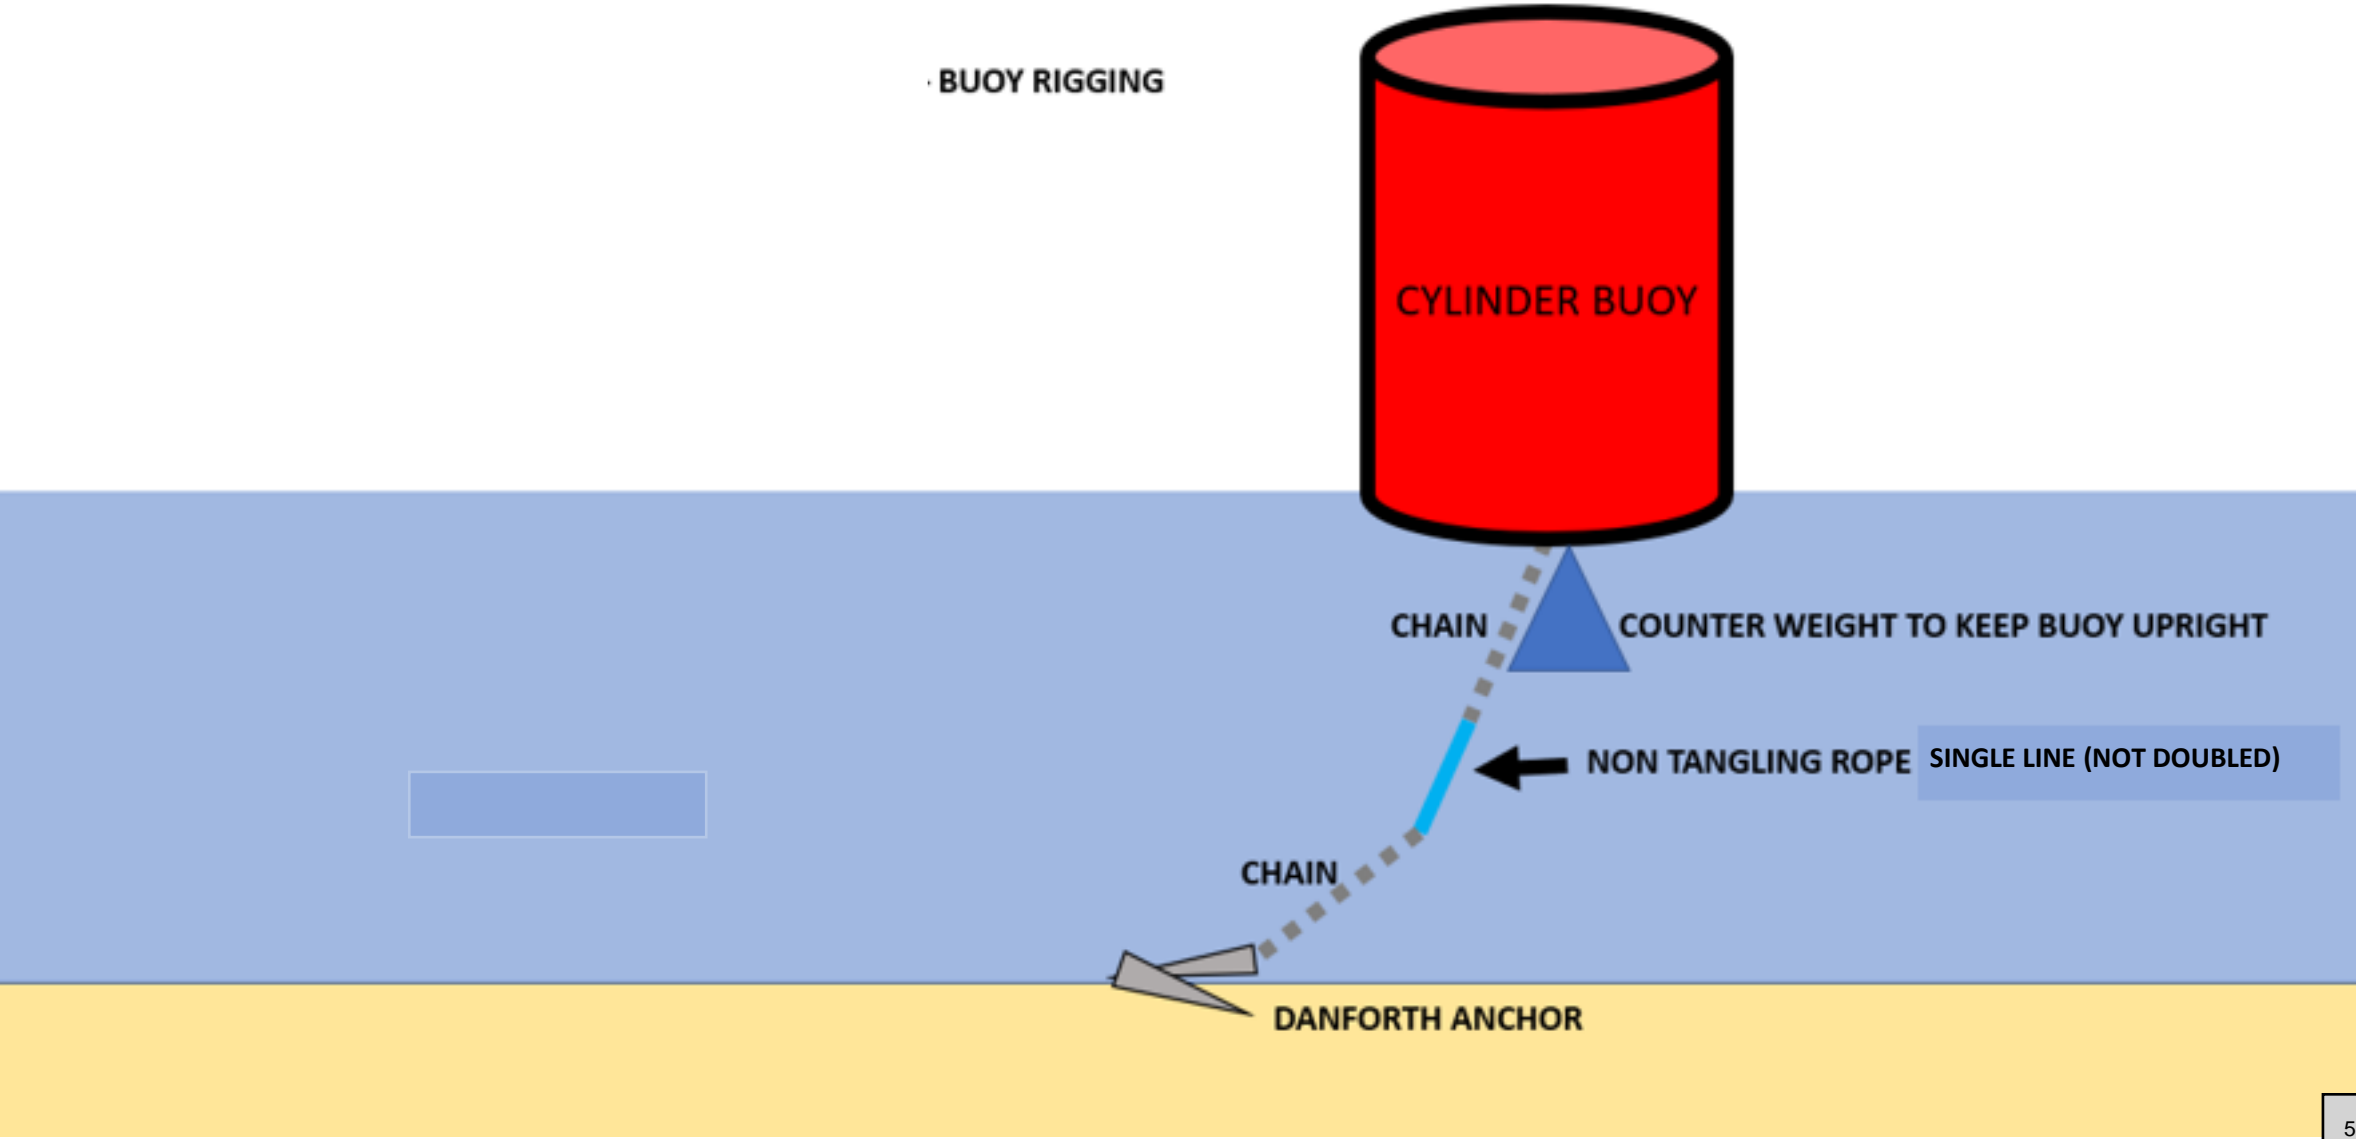 · BUOY RIGGING
CYLINDER BUOY
CHAIN
COUNTER WEIGHT TO KEEP BUOY UPRIGHT
NON TANGLING ROPE SINGLE LINE (NOT DOUBLED)
CHAIN
DANFORTH ANCHOR
5